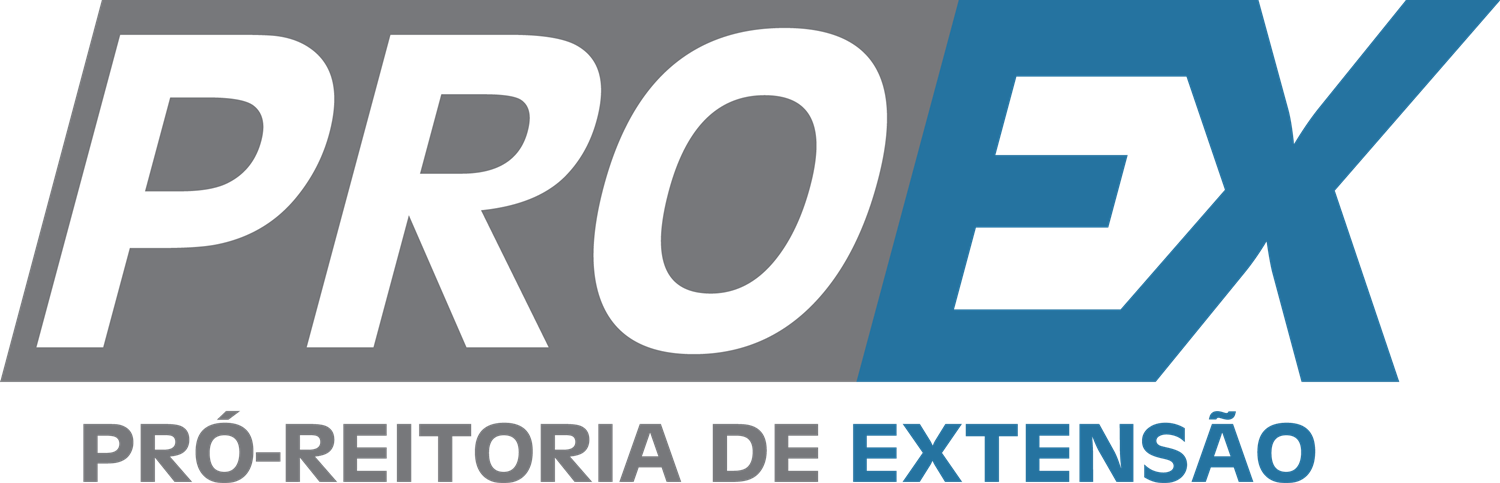 PROEX
PRÓ-REITORIA DE EXTENSÃO